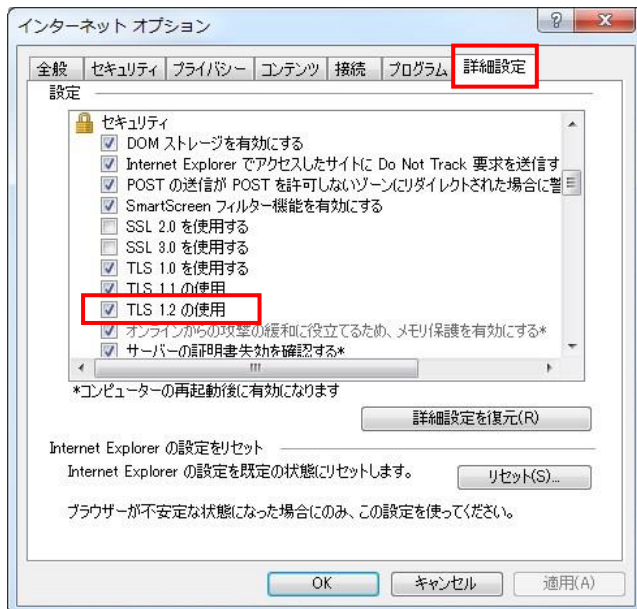 インターネット オプション
全般 セキュリティ プライバシー コンテンツ 接続 プログラム 詳細設定
設定
セキュリティ
DOM ストレージを有効にする
Internet Explorer でアクセスしたサイトに Do Not Track 要求を送信す
POST の送信が POST を許可しないゾーンにリダイレクトされた場合に警
SmartScreen フィルター機能を有効にする
SSL 2.0 を使用する
SSL 3.0 を使用する
TLS 1.0 を使用する
TLS 1.1 の使用
TLS 1.2 の使用
オンラインからの攻撃の緩和に役立てるため、メモリ保護を有効にする*
サーバーの証明書失効を確認する*
*コンピューターの再起動後に有効になります
詳細設定を復元(R)
Internet Explorer の設定をリセット
Internet Explorer の設定を既定の状態にリセットします。
リセット(S)...
ブラウザーが不安定な状態になった場合にのみ、この設定を使ってください。
OK キャンセル 適用(A)